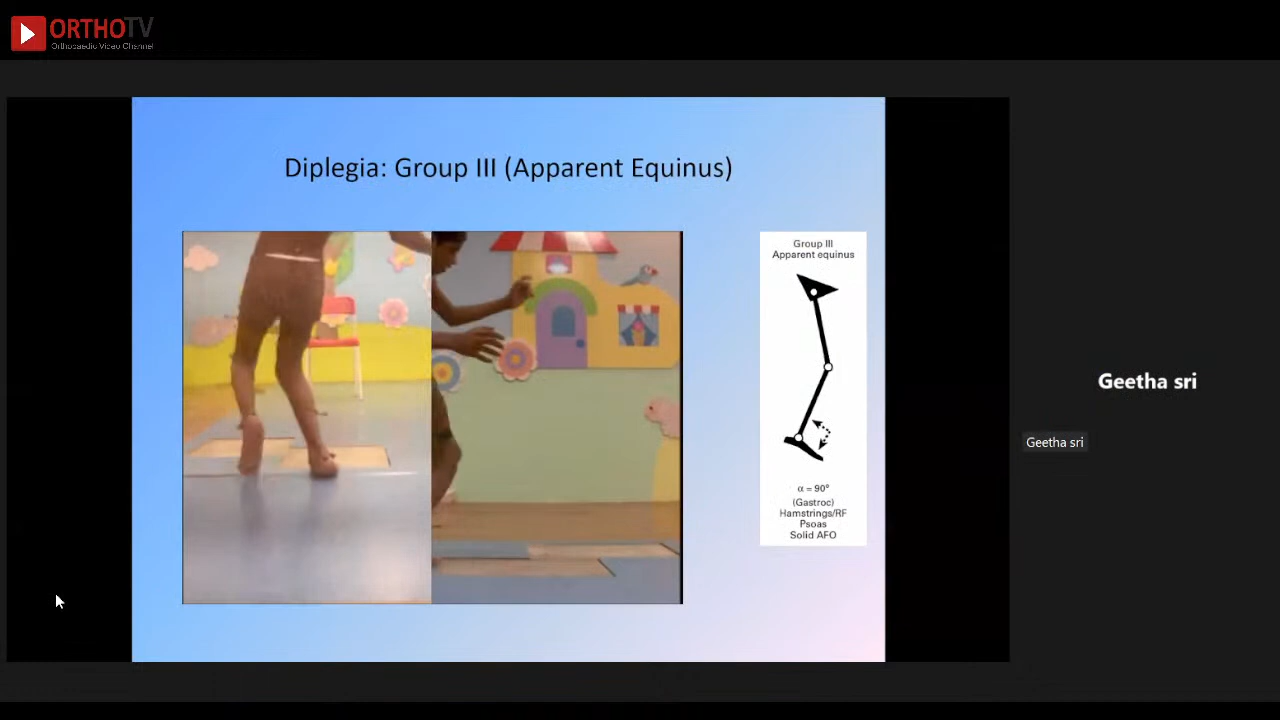 ORTHOTV
Orthopaedic Video Channel
Diplegia: Group III (Apparent Equinus)
Group III
Apparent equinus
α = 90°
(Gastroc)
Hamstrings/RF
Psoas
Solid AFO
Geetha sri
Geetha sri